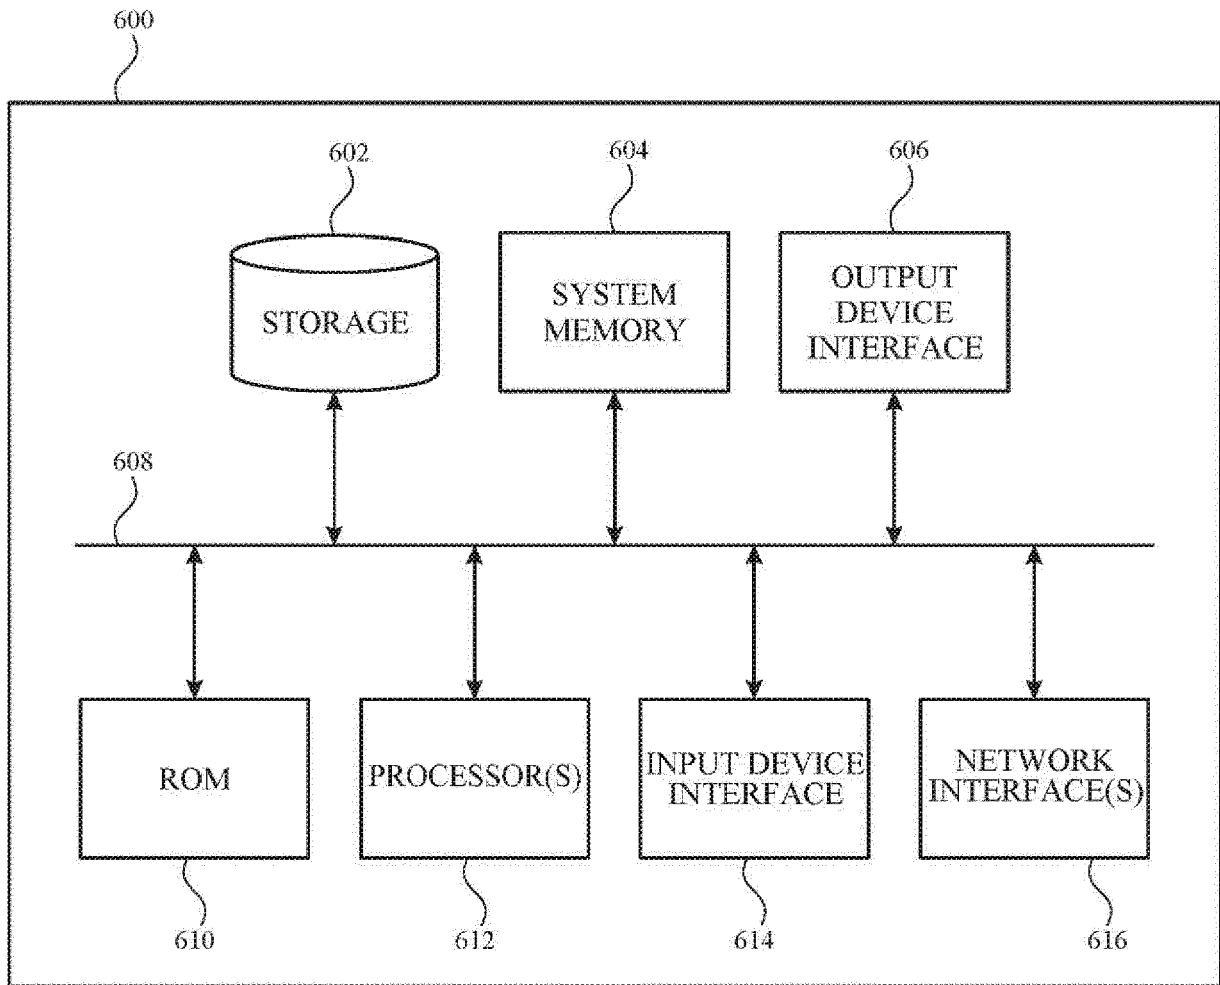 600
602
604
606
STORAGE
SYSTEM
MEMORY
OUTPUT
DEVICE
INTERFACE
608
ROM
PROCESSOR(S)
INPUT DEVICE
INTERFACE
NETWORK
INTERFACE(S)
610
612
614
616